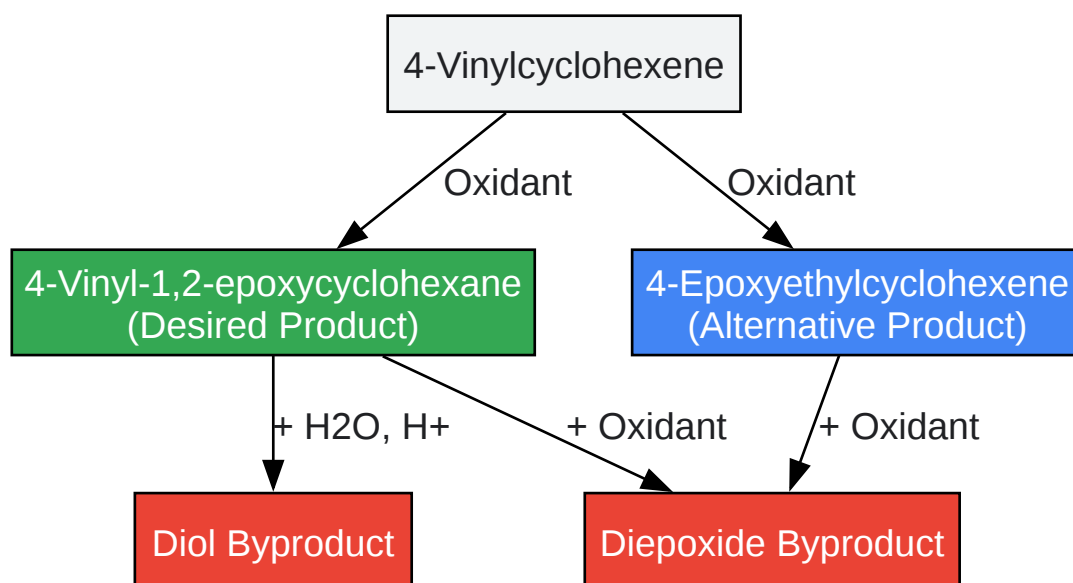 4-Vinylcyclohexene
Oxidant
Oxidant
4-Vinyl-1,2-epoxycyclohexane
(Desired Product)
4-Epoxyethylcyclohexene
(Alternative Product)
+ H2O, H+
+ Oxidant
+ Oxidant
Diol Byproduct
Diepoxide Byproduct